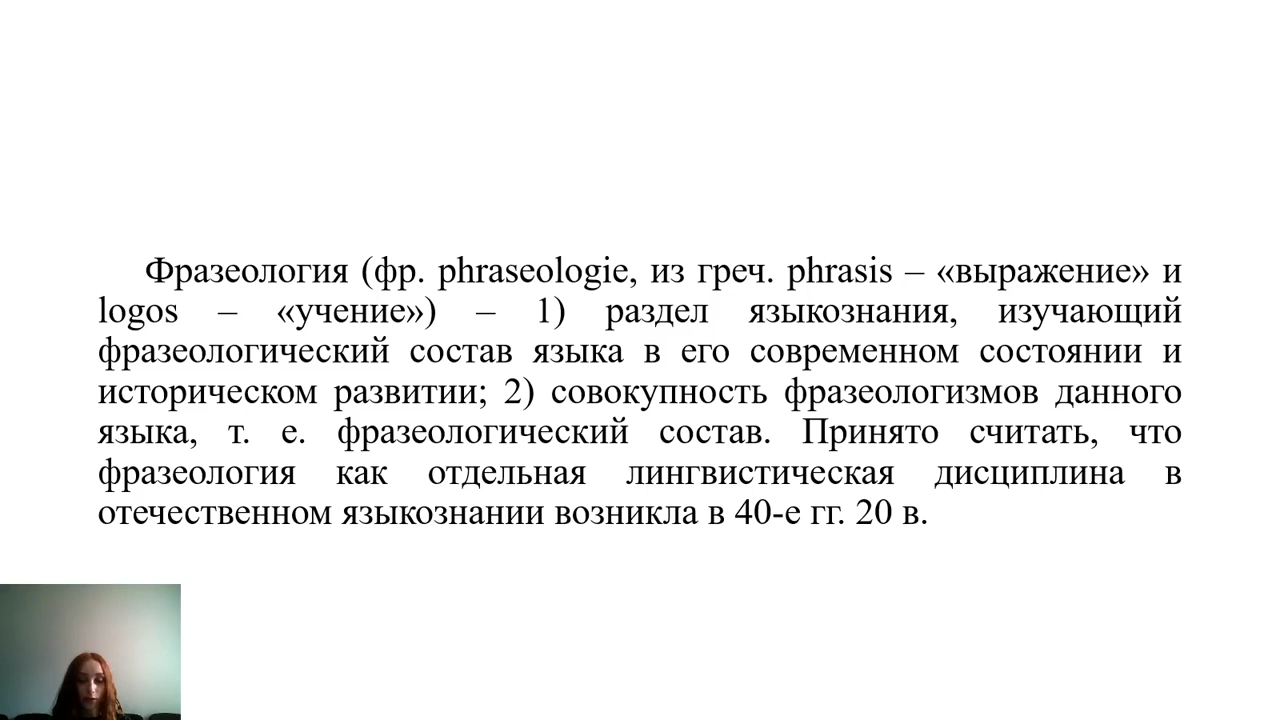 Фразеология (фр. phraseologie, из греч. phrasis – «выражение» и
logos – «учение») – 1) раздел языкознания, изучающий
фразеологический состав языка в его современном состоянии и
историческом развитии; 2) совокупность фразеологизмов данного
языка, т. е. фразеологический состав. Принято считать, что
фразеология как отдельная лингвистическая дисциплина в
отечественном языкознании возникла в 40-е гг. 20 в.